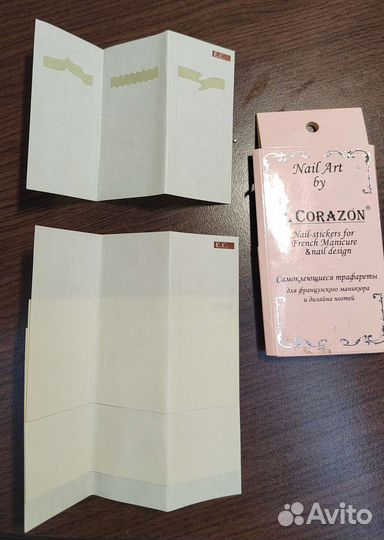 E.C.
E.C.
Nail Art
by
.CORAZON®
Nail-stickers for
French Manicure
&nail design
Самоклеющиеся трафареты
для французского маникюра
и дизайна ногтей
Avito